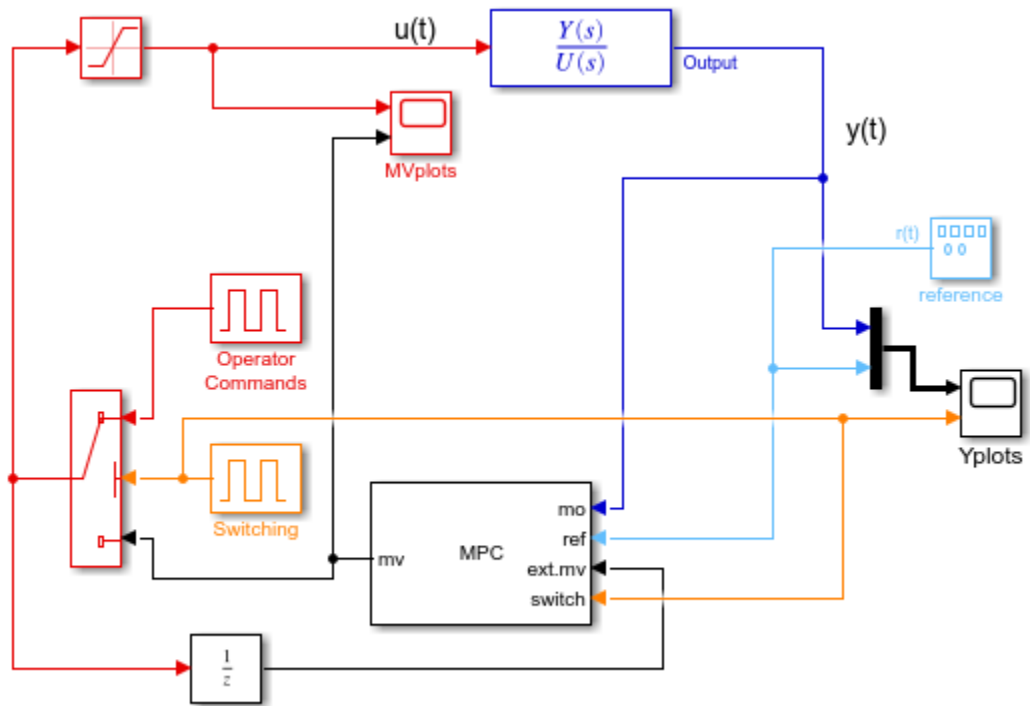 u(t)
Y(s)
U(s)
Output
MVplots
y(t)
r(t)
reference
Operator
Commands
Yplots
Switching
mo
ref
mv
MPC
ext.mv
switch
1
z